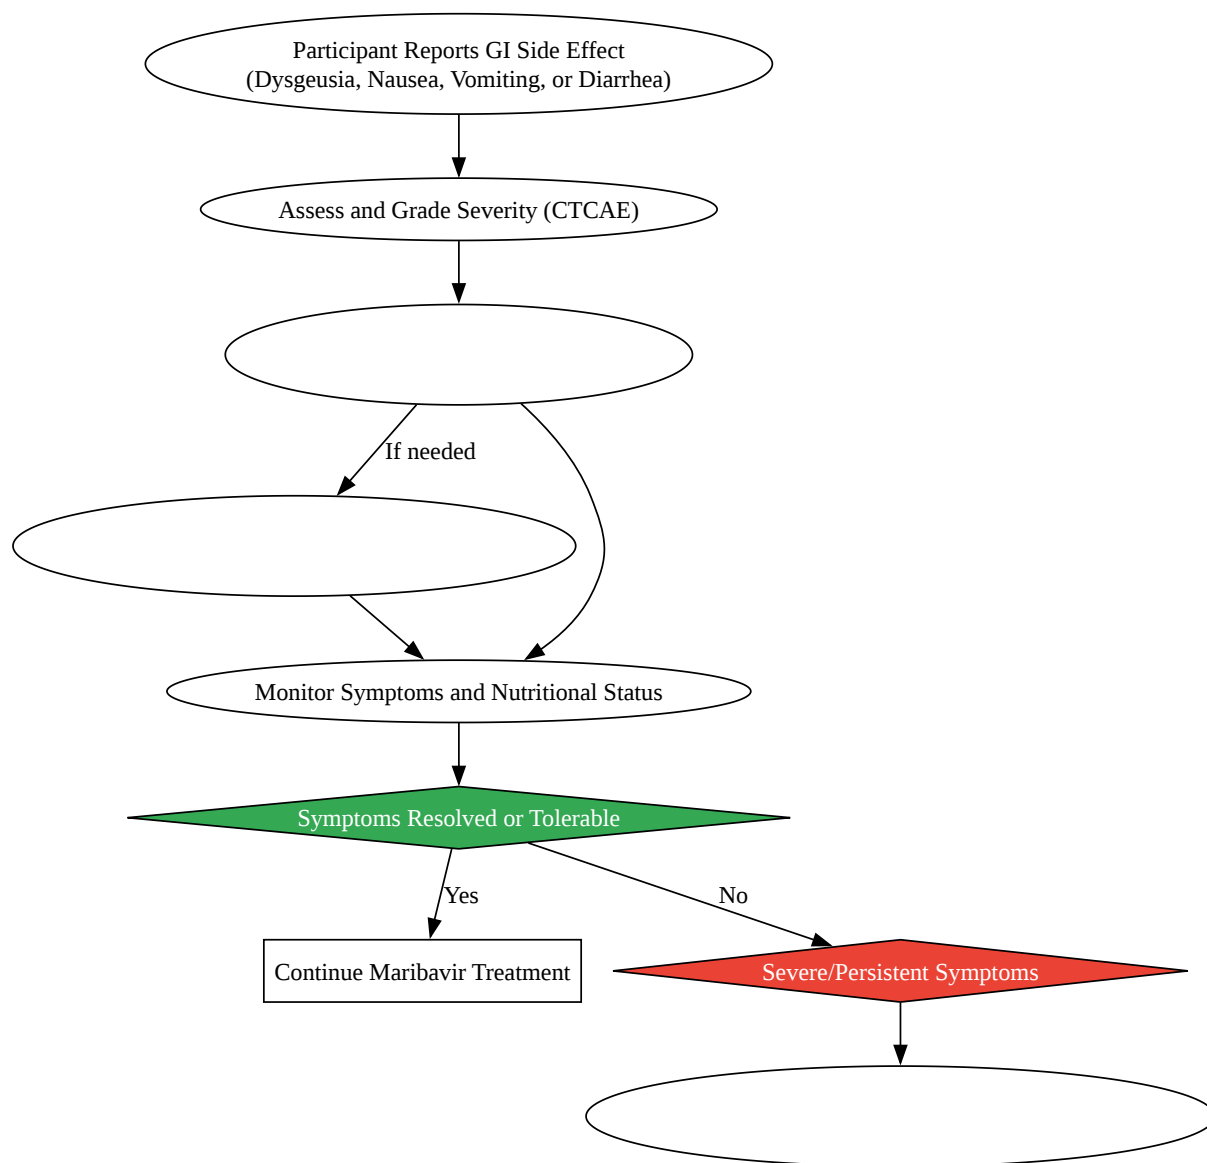 Participant Reports GI Side Effect
(Dysgeusia, Nausea, Vomiting, or Diarrhea)
Assess and Grade Severity (CTCAE)
If needed
Monitor Symptoms and Nutritional Status
Symptoms Resolved or Tolerable
Yes
No
Continue Maribavir Treatment
Severe/Persistent Symptoms